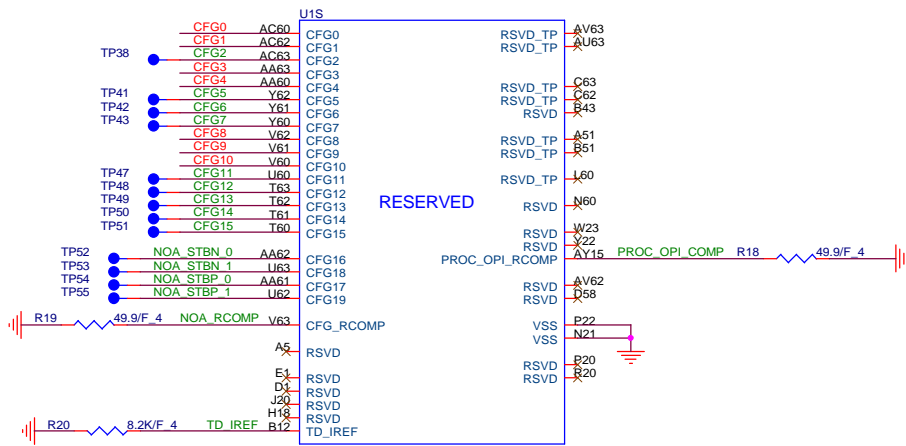 U1S
CFG0 AC60 CFG0 RSVD_TP AV63
CFG1 AC62 CFG1 RSVD_TP AU63
TP38 CFG2 AC63 CFG2
CFG3 AA63 CFG3 RSVD_TP C63
CFG4 AA60 CFG4 RSVD_TP C62
TP41 CFG5 Y62 CFG5 RSVD B43
TP42 CFG6 Y61 CFG6
TP43 CFG7 Y60 CFG7 RSVD_TP A51
CFG8 V62 CFG8 RSVD_TP B51
CFG9 V61 CFG9
CFG10 V60 CFG10 RSVD_TP L60
TP47 CFG11 U60 CFG11
TP48 CFG12 T63 CFG12 RESERVED RSVD N60
TP49 CFG13 T62 CFG13
TP50 CFG14 T61 CFG14 RSVD W23
TP51 CFG15 T60 CFG15 RSVD Y22
TP52 NOA_STBN_0 AA62 CFG16 PROC_OPI_RCOMP AY15 PROC_OPI_COMP R18 49.9/F_4
TP53 NOA_STBN_1 U63 CFG18
TP54 NOA_STBP_0 AA61 CFG17 RSVD AV62
TP55 NOA_STBP_1 U62 CFG19 RSVD D58
R19 49.9/F_4 NOA_RCOMP V63 CFG_RCOMP VSS P22
VSS N21
A5 RSVD
RSVD P20
E1 RSVD RSVD R20
D1 RSVD
J20 RSVD
H18 RSVD
R20 8.2K/F_4 TD_IREF B12 TD_IREF